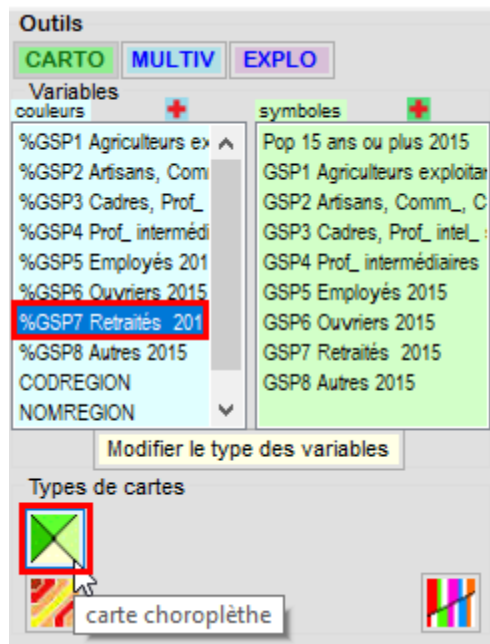 Outils
CARTO MULTIV EXPLO
Variables
couleurs symboles
%GSP1 Agriculteurs ex
%GSP2 Artisans, Com
%GSP3 Cadres, Prof_
%GSP4 Prof_ intermédi
%GSP5 Employés 201
%GSP6 Ouvriers 2015
%GSP7 Retraités 201
%GSP8 Autres 2015
CODREGION
NOMREGION
Pop 15 ans ou plus 2015
GSP1 Agriculteurs exploitar
GSP2 Artisans, Comm_, C
GSP3 Cadres, Prof_ intel_
GSP4 Prof_ intermédiaires
GSP5 Employés 2015
GSP6 Ouvriers 2015
GSP7 Retraités 2015
GSP8 Autres 2015
Modifier le type des variables
Types de cartes
carte choroplèthe